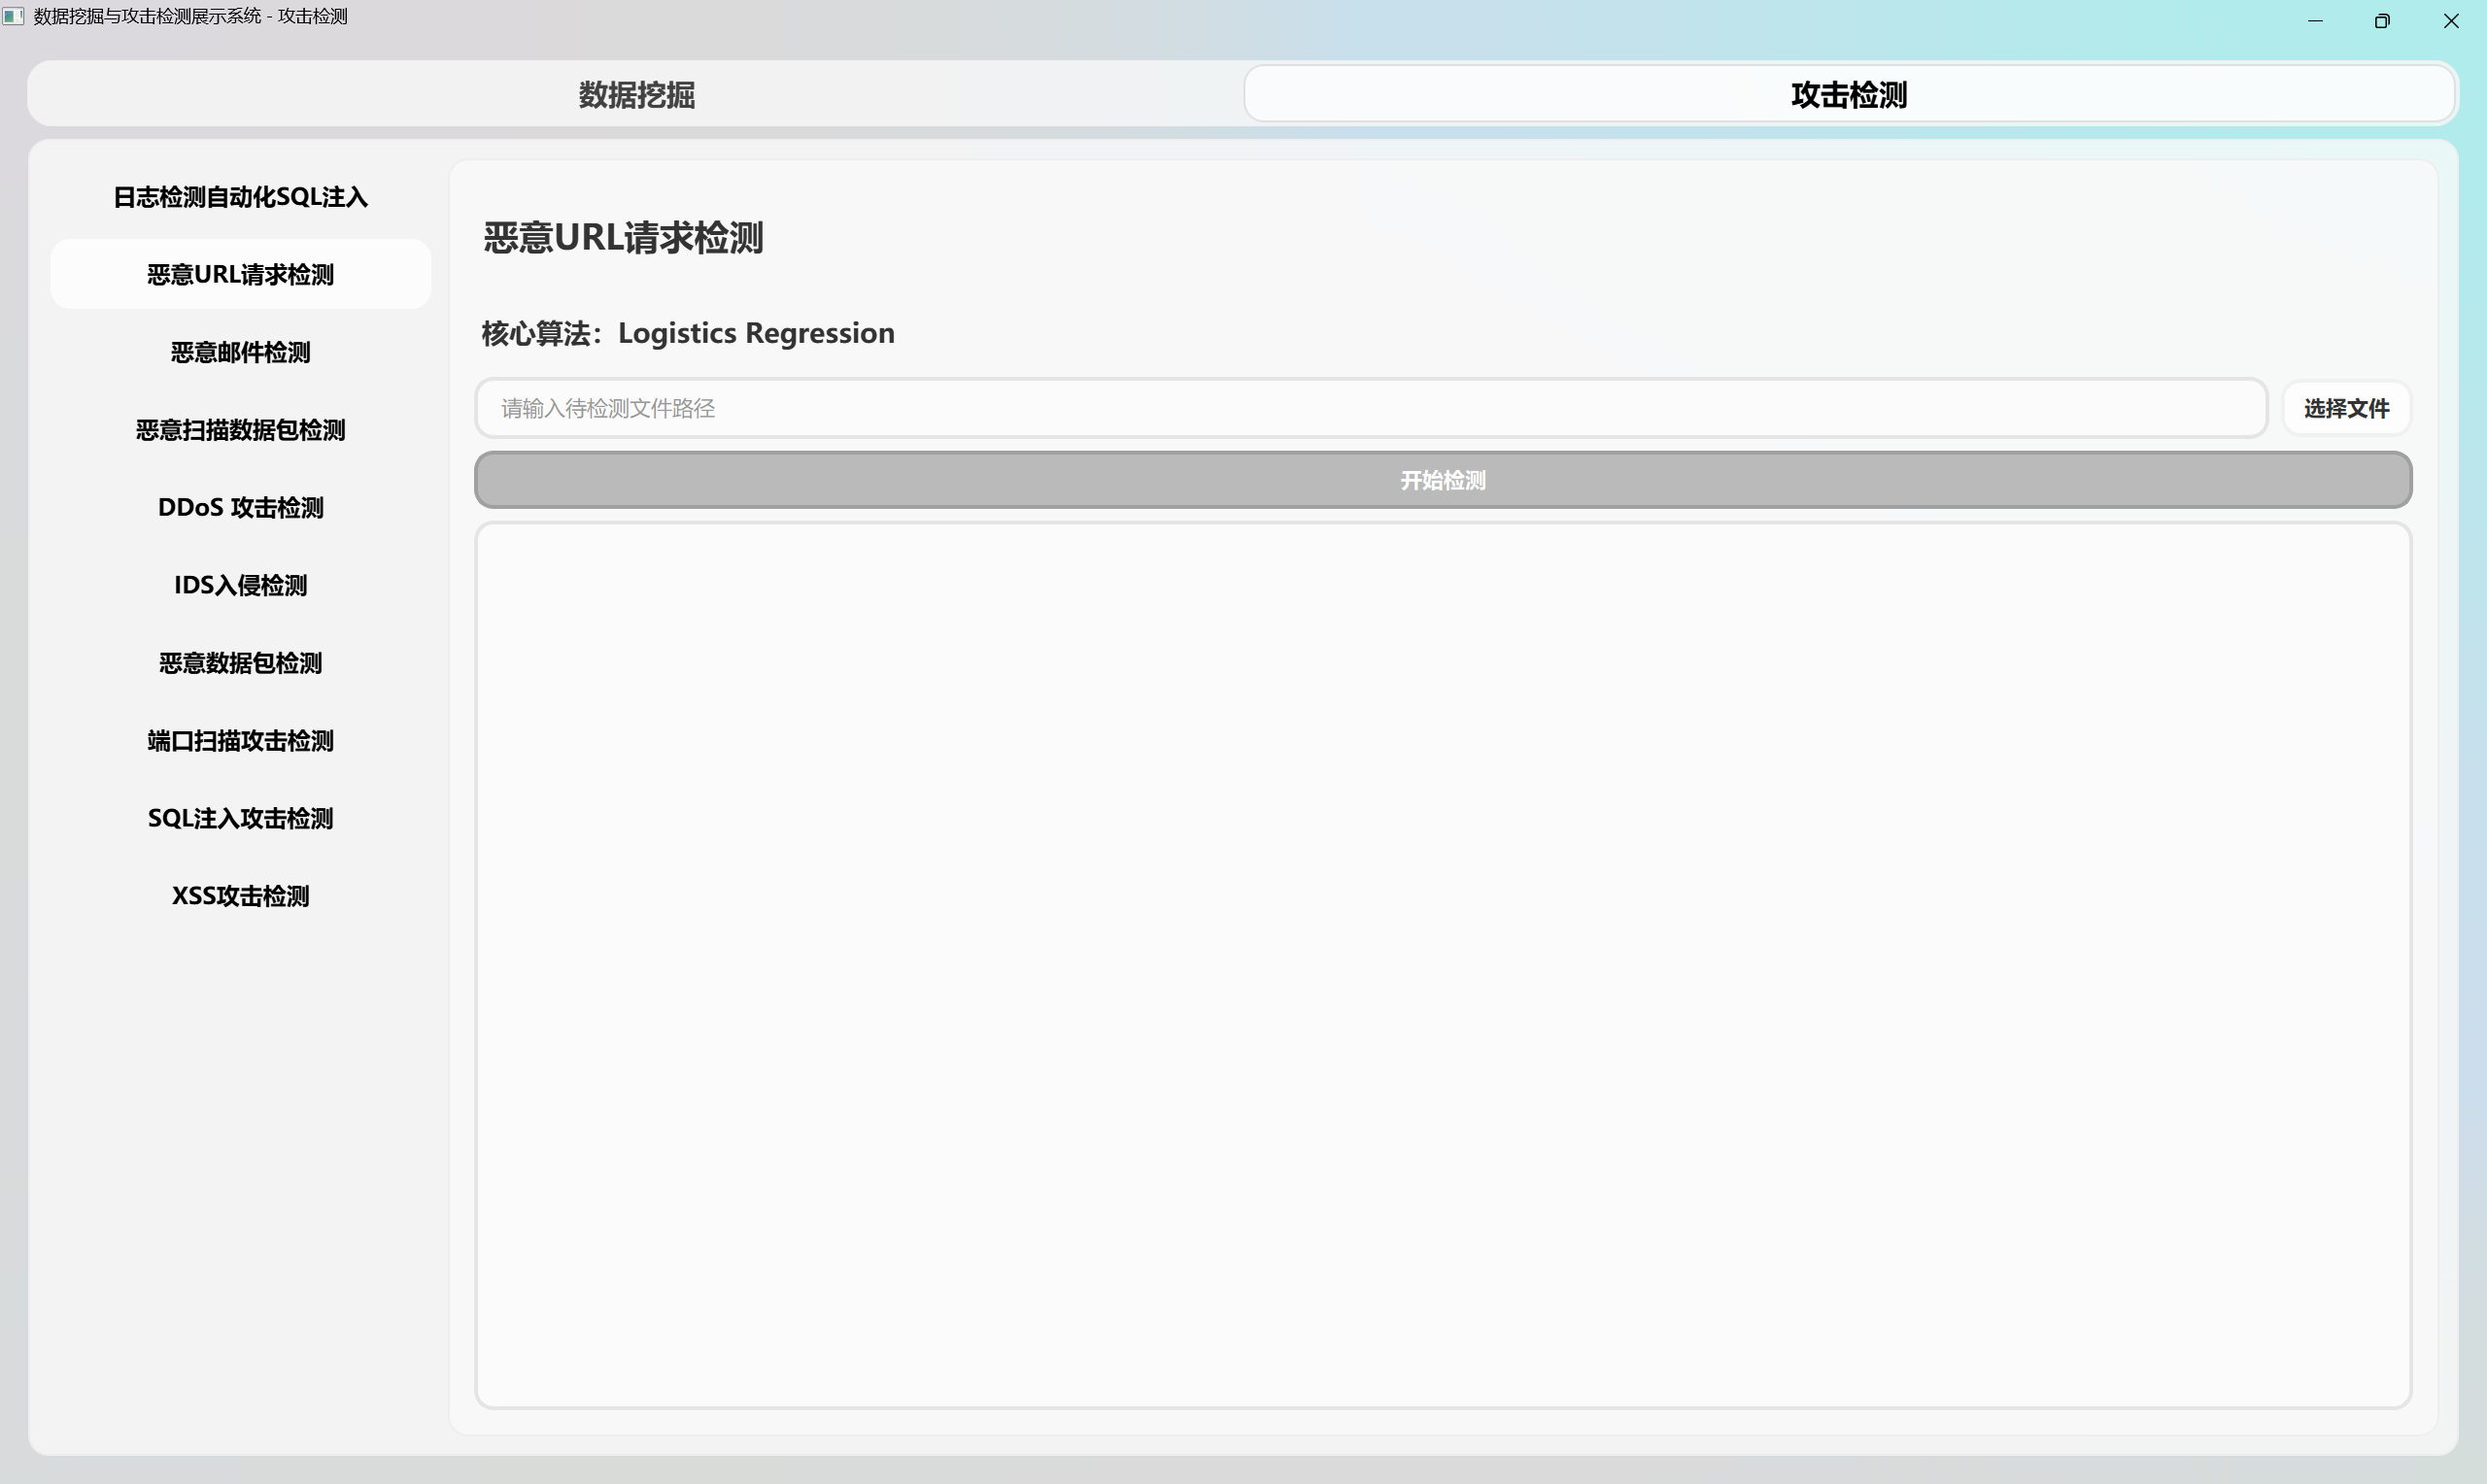 数据挖掘与攻击检测展示系统 - 攻击检测
数据挖掘
攻击检测
日志检测自动化SQL注入
恶意URL请求检测
恶意邮件检测
恶意扫描数据包检测
DDoS 攻击检测
IDS入侵检测
恶意数据包检测
端口扫描攻击检测
SQL注入攻击检测
XSS攻击检测
恶意URL请求检测
核心算法：Logistics Regression
请输入待检测文件路径
选择文件
开始检测